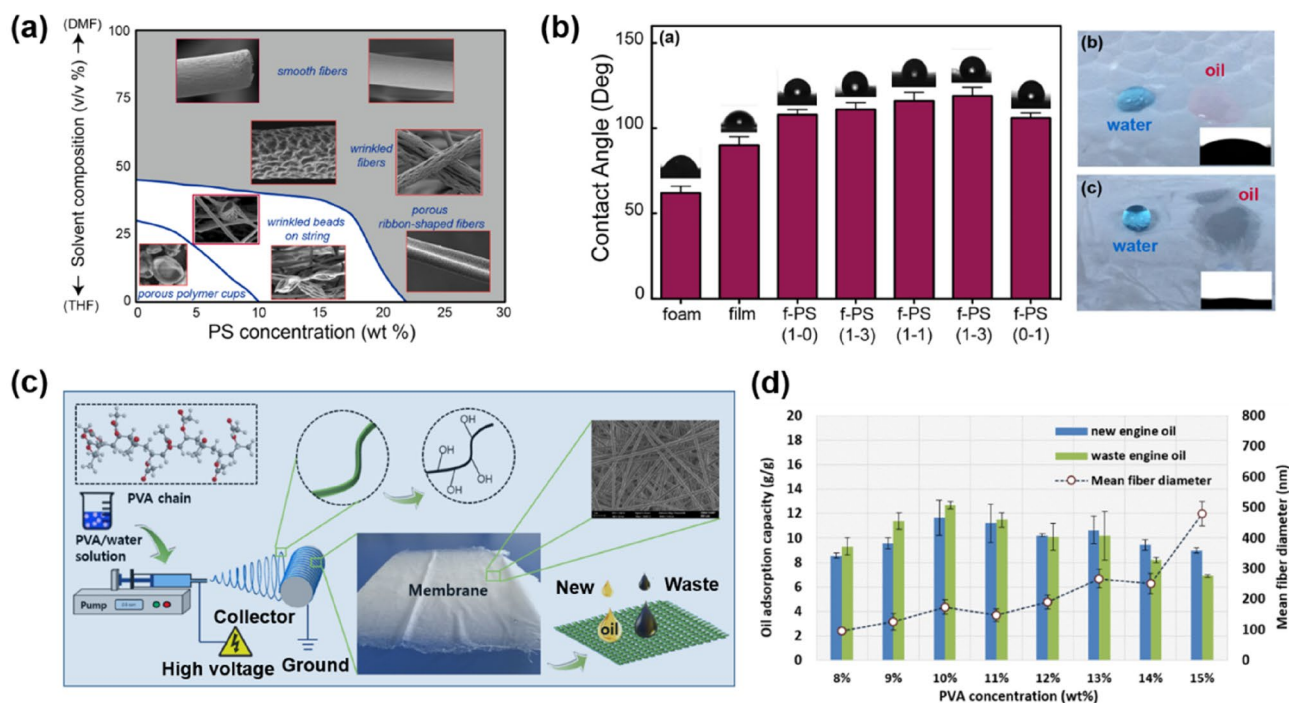 (a)
(DMF)
Solvent composition (v/v %)
(THF)
100
75
50
25
0
smooth fibers
wrinkled
fibers
porous
ribbon-shaped fibers
wrinkled beads
on string
porous polymer cups
0
5
10
15
20
25
30
PS concentration (wt %)
(b)
(a)
Contact Angle (Deg)
150
100
50
0
foam
film
f-PS
(1-0)
f-PS
(1-3)
f-PS
(1-1)
f-PS
(1-3)
f-PS
(0-1)
(b)
oil
water
(c)
oil
water
(c)
PVA chain
PVA/water
solution
Pump
Collector
High voltage
Ground
OH
OH
OH
OH
Membrane
New
Waste
oil
(d)
Oil adsorption capacity (g/g)
20
18
16
14
12
10
8
6
4
2
0
new engine oil
waste engine oil
Mean fiber diameter
800
700
600
500
400
300
200
100
0
Mean fiber diameter (nm)
8%
9%
10%
11%
12%
13%
14%
15%
PVA concentration (wt%)